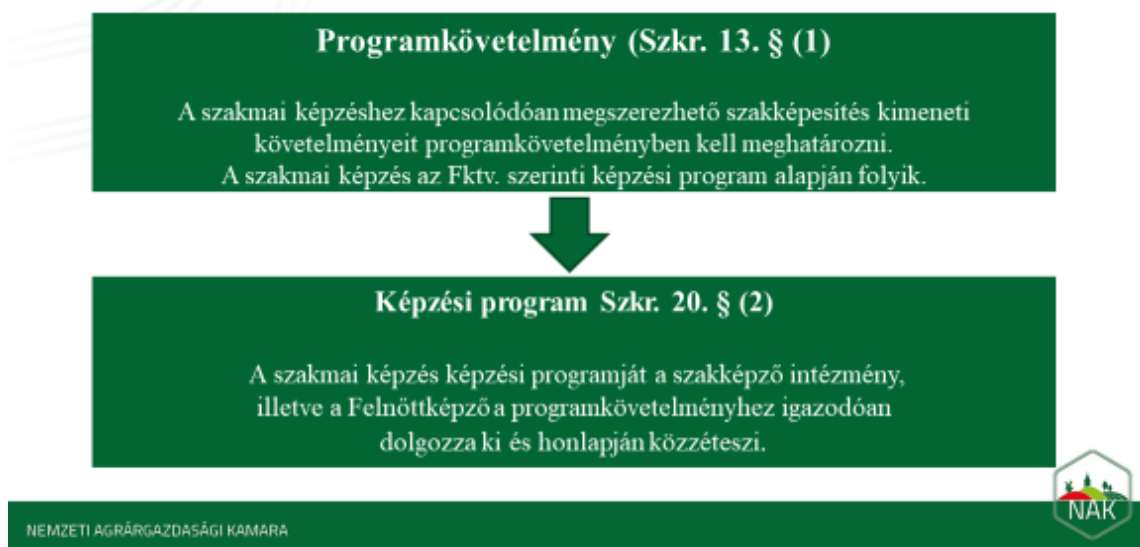 Programkövetelmény (Szkr. 13. § (1)
A szakmai képzéshez kapcsolódóan megszerezhető szakképesítés kimeneti
követelményeit programkövetelményben kell meghatározni.
A szakmai képzés az Fktv. szerinti képzési program alapján folyik.
Képzési program Szkr. 20. § (2)
A szakmai képzés képzési programját a szakképző intézmény,
illetve a Felnőttképző a programkövetelményhez igazodóan
dolgozza ki és honlapján közzéteszi.
NAK
NEMZETI AGRÁRGAZDASÁGI KAMARA